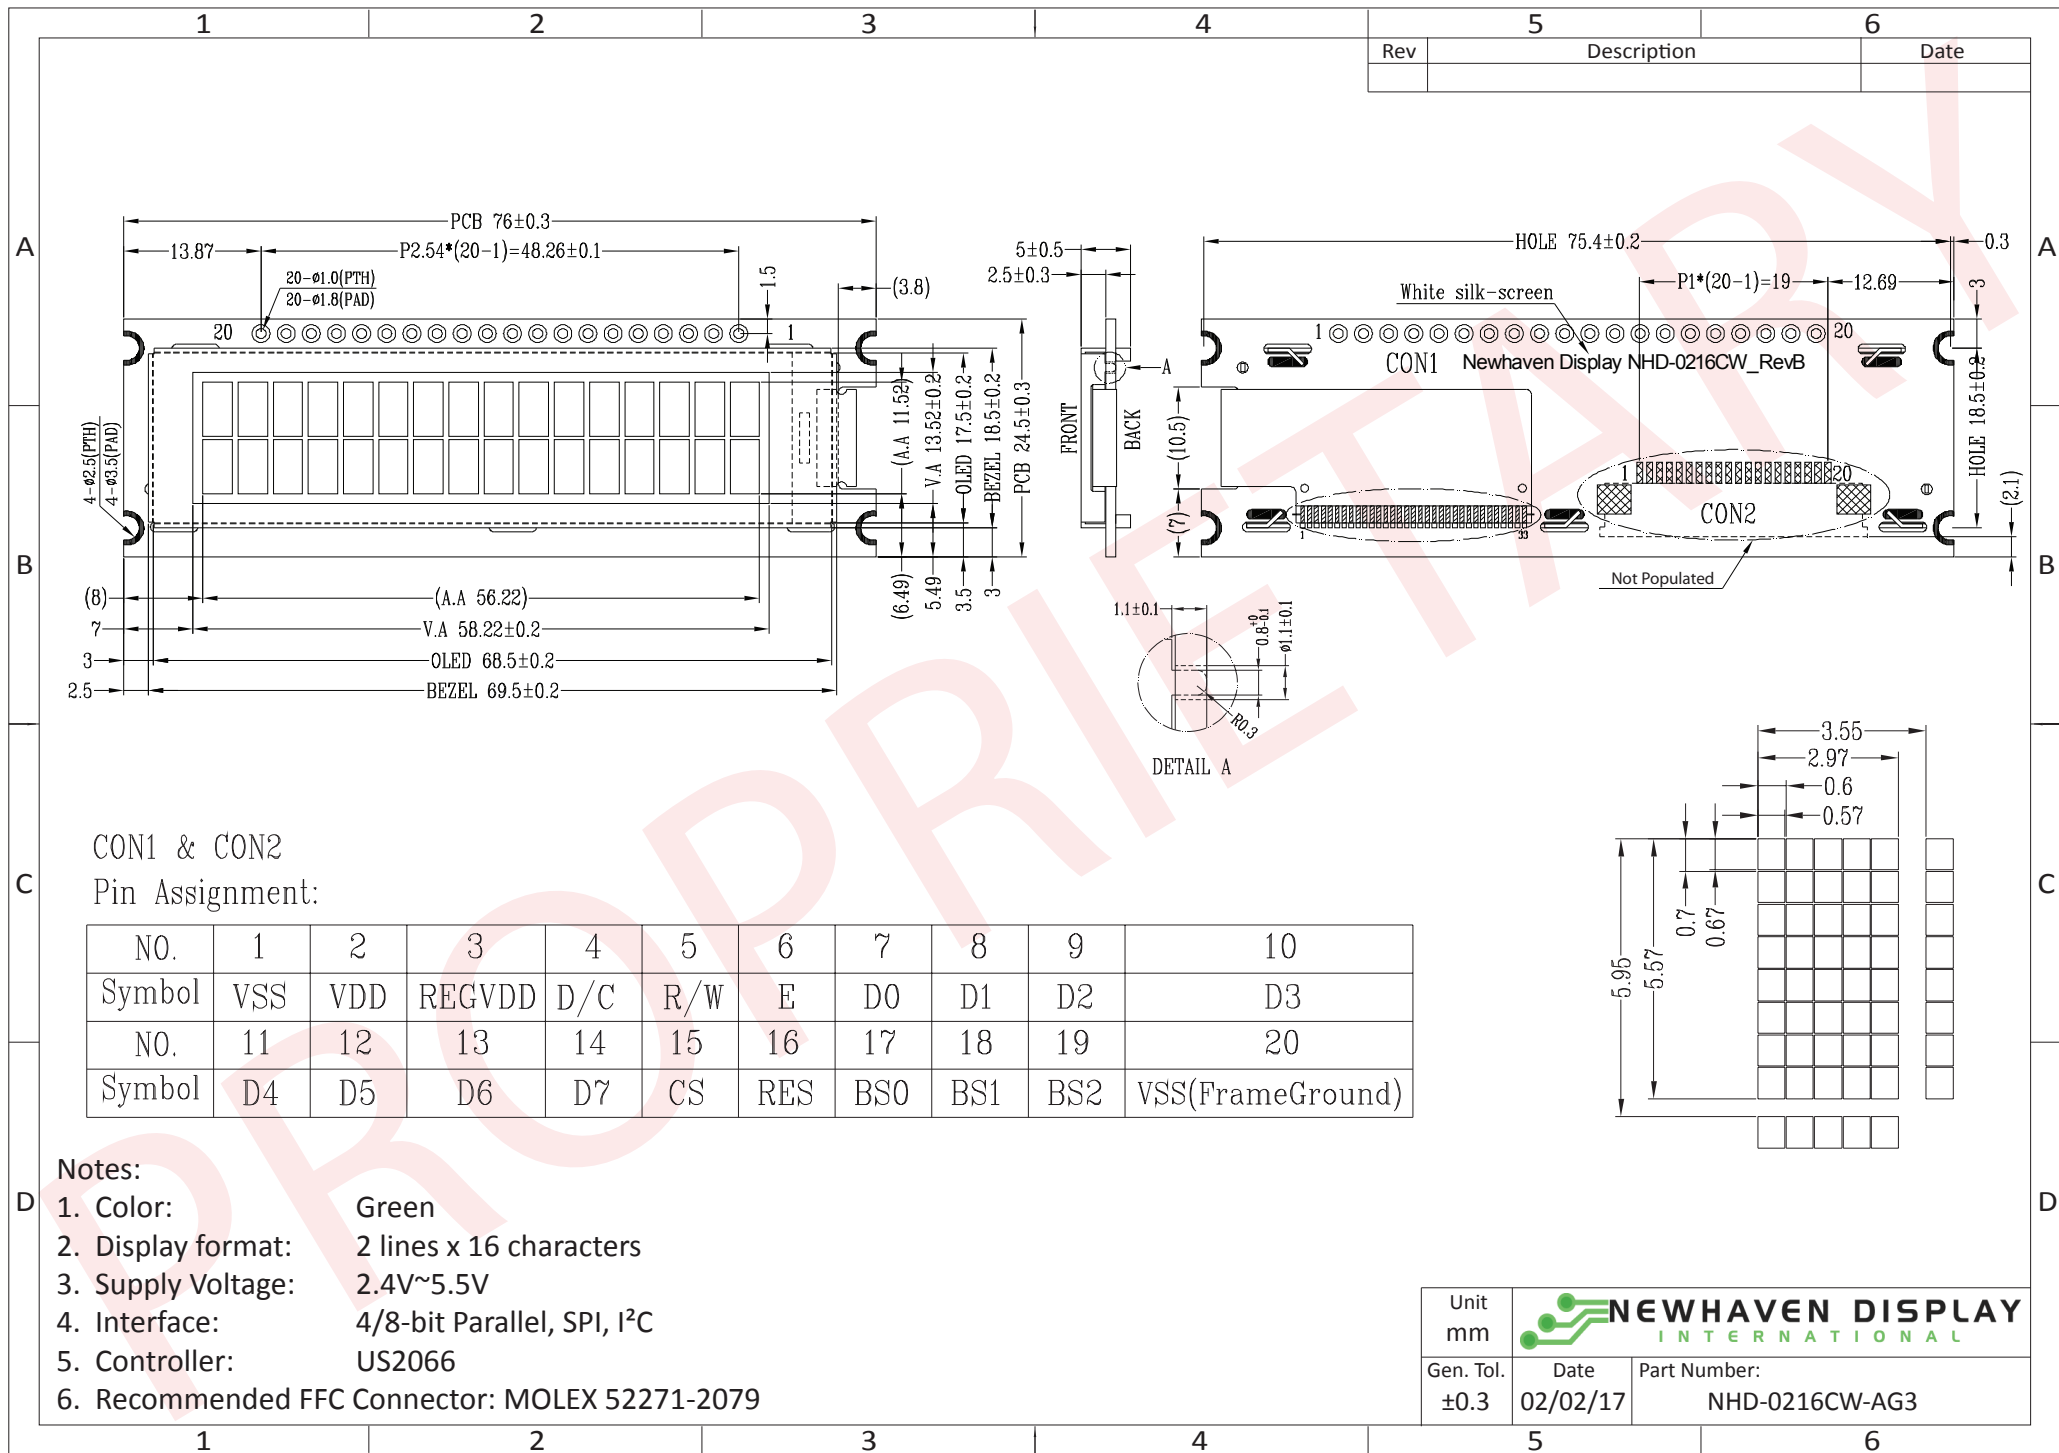 1 2 3 4 5 6
Rev Description Date
A A
B B
C C
D D
PROPRIETARY
PCB 76±0.3
13.87 P2.54*(20-1)=48.26±0.1
20-ø1.0(PTH)
20-ø1.8(PAD)
1.5
(3.8)
20 1
4-ø2.5(PTH)
4-ø3.5(PAD)
(A.A 11.52)
V.A 13.52±0.2
OLED 17.5±0.2
BEZEL 18.5±0.2
PCB 24.5±0.3
(6.49)
5.49
3.5
3
(8) (A.A 56.22)
7 V.A 58.22±0.2
3 OLED 68.5±0.2
2.5 BEZEL 69.5±0.2
5±0.5
2.5±0.3
A
FRONT
BACK
HOLE 75.4±0.2 0.3
P1*(20-1)=19 12.69
3
White silk-screen
1 20
CON1 Newhaven Display NHD-0216CW_RevB
HOLE 18.5±0.2
(10.5)
(7)
(2.1)
1 20
CON2
1 33
Not Populated
1.1±0.1
0.8+0-0.1
ø1.1±0.1
R0.3
DETAIL A
3.55
2.97
0.6
0.57
0.7
0.67
5.95
5.57
CON1 & CON2
Pin Assignment:
NO. 1 2 3 4 5 6 7 8 9 10
Symbol VSS VDD REGVDD D/C R/W E D0 D1 D2 D3
NO. 11 12 13 14 15 16 17 18 19 20
Symbol D4 D5 D6 D7 CS RES BS0 BS1 BS2 VSS(FrameGround)
Notes:
1. Color: Green
2. Display format: 2 lines x 16 characters
3. Supply Voltage: 2.4V~5.5V
4. Interface: 4/8-bit Parallel, SPI, I²C
5. Controller: US2066
6. Recommended FFC Connector: MOLEX 52271-2079
Unit
mm
NEWHAVEN DISPLAY
INTERNATIONAL
Gen. Tol.
±0.3
Date
02/02/17
Part Number:
NHD-0216CW-AG3
1 2 3 4 5 6